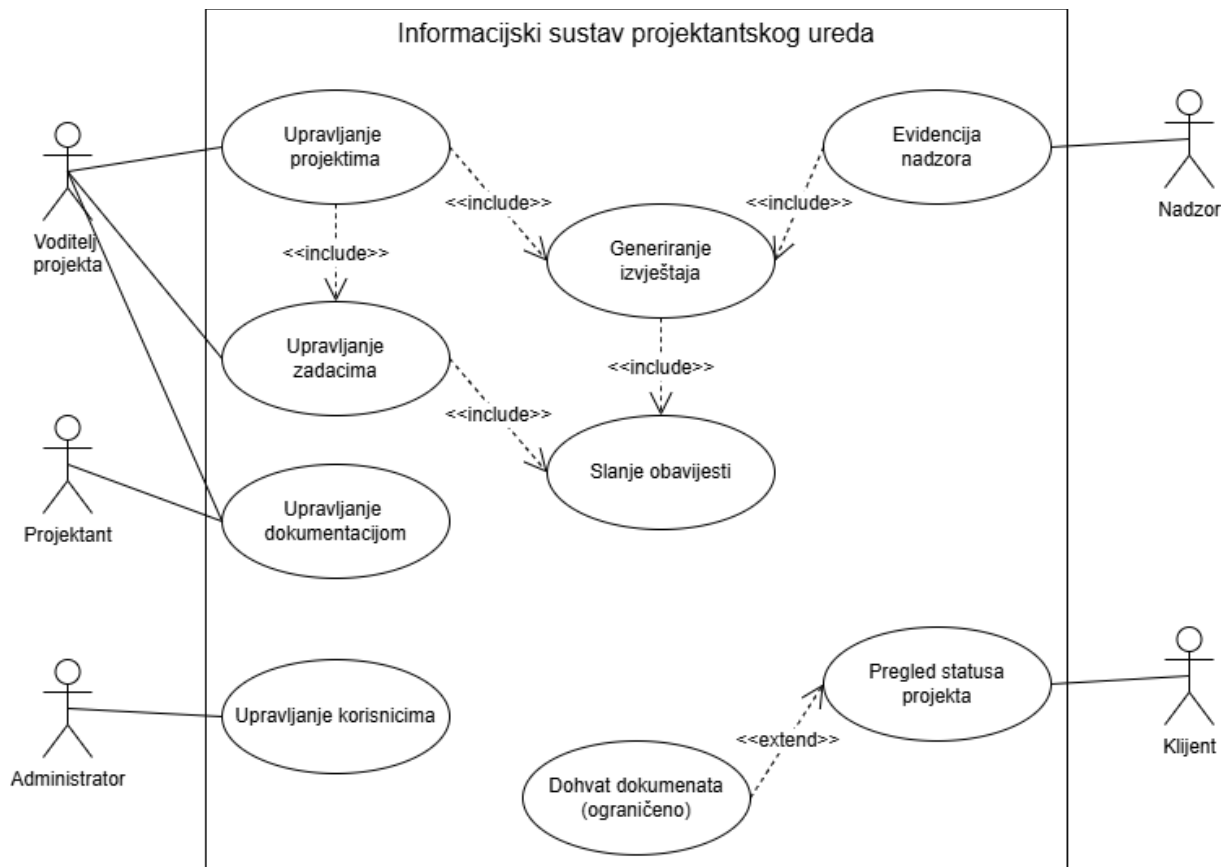 Informacijski sustav projektantskog ureda
Upravljanje
projektima
Evidencija
nadzora
Voditelj
projekta
Nadzor
<<include>>
<<include>>
<<include>>
Generiranje
izvještaja
Upravljanje
zadacima
<<include>>
<<include>>
Slanje obavijesti
Projektant
Upravljanje
dokumentacijom
Administrator
Upravljanje korisnicima
Pregled statusa
projekta
Klijent
<<extend>>
Dohvat dokumenata
(ograničeno)